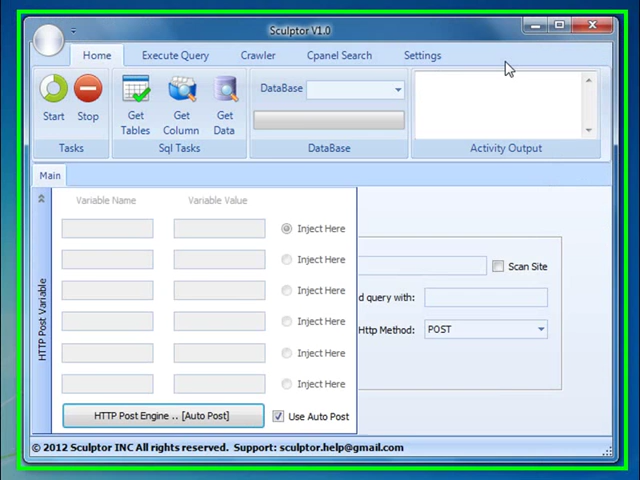 Sculptor V1.0
Home Execute Query Crawler Cpanel Search Settings
Start Stop Get Tables Get Column Get Data
DataBase
Tasks Sql Tasks DataBase Activity Output
Main
Variable Name Variable Value
Inject Here
Inject Here
Scan Site
Inject Here
d query with:
Inject Here
Http Method: POST
Inject Here
Inject Here
HTTP Post Variable
HTTP Post Engine .. [Auto Post] Use Auto Post
© 2012 Sculptor INC All rights reserved. Support: sculptor.help@gmail.com